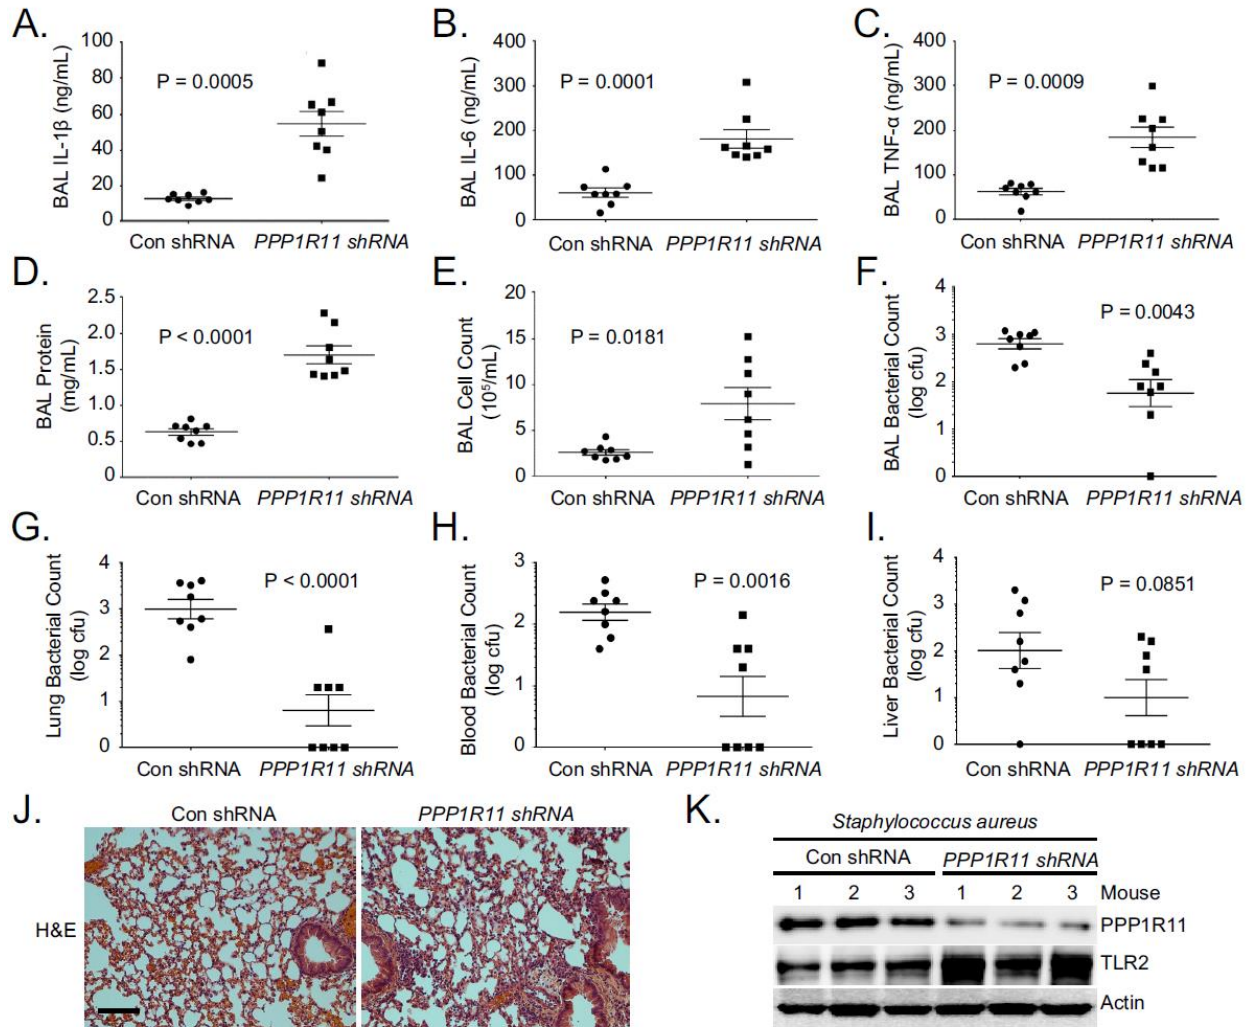 A.
BAL IL-1β (ng/mL)
100
80
60
40
20
0
P = 0.0005
Con shRNA
PPP1R11 shRNA
B.
BAL IL-6 (ng/mL)
400
300
200
100
0
P = 0.0001
Con shRNA
PPP1R11 shRNA
C.
BAL TNF-α (ng/mL)
400
300
200
100
0
P = 0.0009
Con shRNA
PPP1R11 shRNA
D.
BAL Protein
(mg/mL)
2.5
2.0
1.5
1.0
0.5
0
P < 0.0001
Con shRNA
PPP1R11 shRNA
E.
BAL Cell Count
(10⁵/mL)
20
15
10
5
0
P = 0.0181
Con shRNA
PPP1R11 shRNA
F.
BAL Bacterial Count
(log cfu)
4
3
2
1
0
P = 0.0043
Con shRNA
PPP1R11 shRNA
G.
Lung Bacterial Count
(log cfu)
4
3
2
1
0
P < 0.0001
Con shRNA
PPP1R11 shRNA
H.
Blood Bacterial Count
(log cfu)
3
2
1
0
P = 0.0016
Con shRNA
PPP1R11 shRNA
I.
Liver Bacterial Count
(log cfu)
4
3
2
1
0
P = 0.0851
Con shRNA
PPP1R11 shRNA
J.
Con shRNA
PPP1R11 shRNA
H&E
K.
Staphylococcus aureus
Con shRNA PPP1R11 shRNA
1 2 3 1 2 3 Mouse
PPP1R11
TLR2
Actin